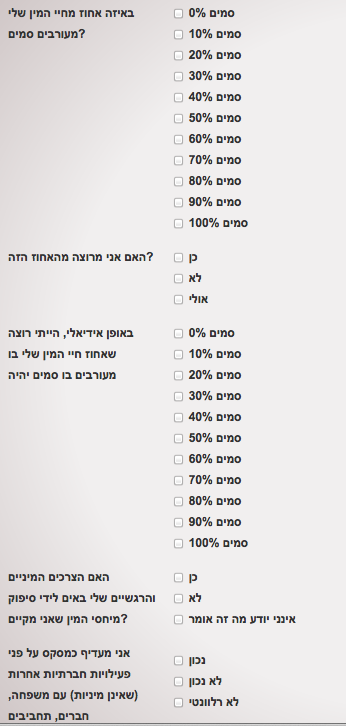 באיזה אחוז מחיי המין שלי
מעורבים סמים?
0% סמים
10% סמים
20% סמים
30% סמים
40% סמים
50% סמים
60% סמים
70% סמים
80% סמים
90% סמים
100% סמים
האם אני מרוצה מהאחוז הזה?
כן
לא
אולי
באופן אידיאלי, הייתי רוצה
שאחוז חיי המין שלי בו
מעורבים בו סמים יהיה
0% סמים
10% סמים
20% סמים
30% סמים
40% סמים
50% סמים
60% סמים
70% סמים
80% סמים
90% סמים
100% סמים
האם הצרכים המיניים
והרגשיים שלי באים לידי סיפוק
מיחסי המין שאני מקיים?
כן
לא
אינני יודע מה זה אומר
אני מעדיף כמסקס על פני
פעילויות חברתיות אחרות
(שאינן מיניות) עם משפחה,
חברים, תחביבים
נכון
לא נכון
לא רלוונטי